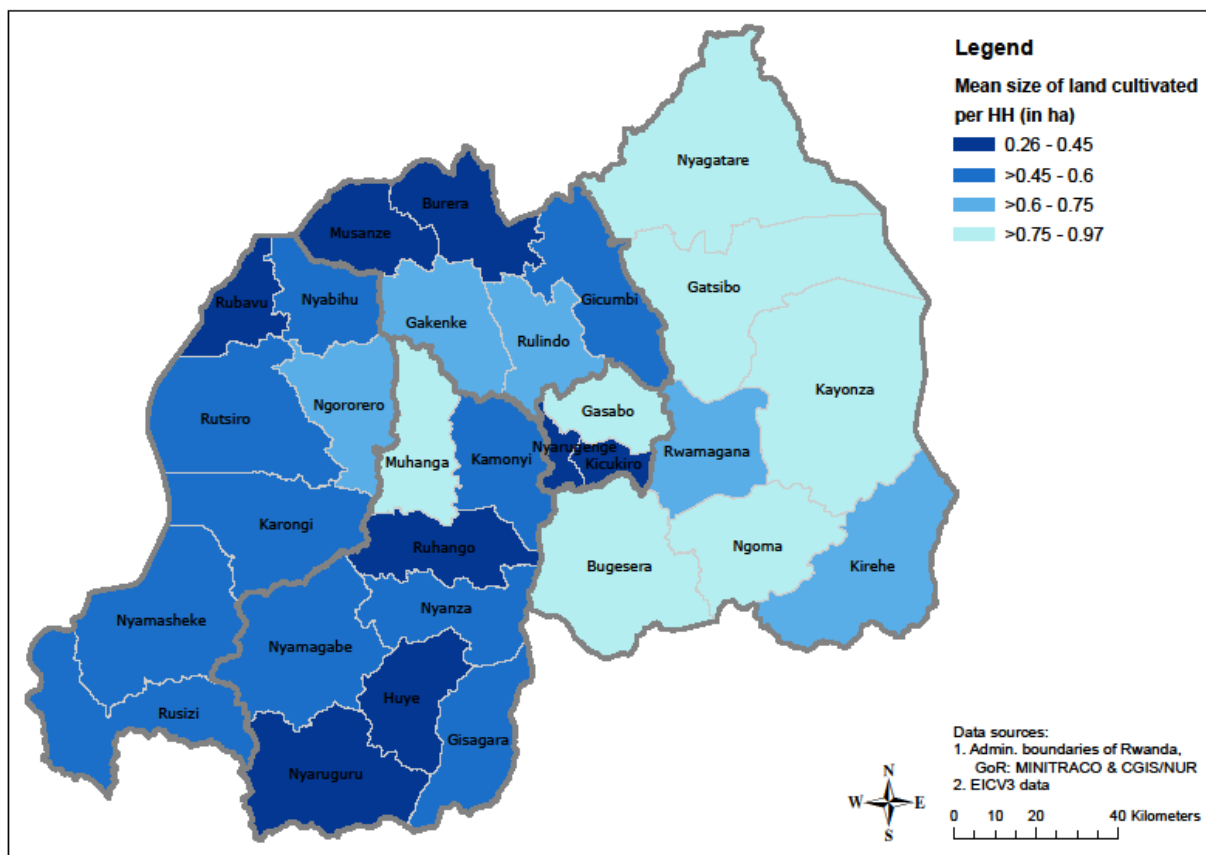 Legend
Mean size of land cultivated
per HH (in ha)
0.26 - 0.45
>0.45 - 0.6
>0.6 - 0.75
>0.75 - 0.97
Nyagatare
Burera
Musanze
Gatsibo
Rubavu
Nyabihu
Gicumbi
Gakenke
Rulindo
Kayonza
Ngororero
Gasabo
Rutsiro
Nyarugenge
Rwamagana
Muhanga
Kamonyi
Kicukiro
Karongi
Ruhango
Ngoma
Bugesera
Kirehe
Nyamasheke
Nyanza
Nyamagabe
Huye
Rusizi
Gisagara
Nyaruguru
Data sources:
1. Admin. boundaries of Rwanda,
GoR: MINITRACO & CGIS/NUR
2. EICV3 data
N
W E
S
0 10 20 40 Kilometers